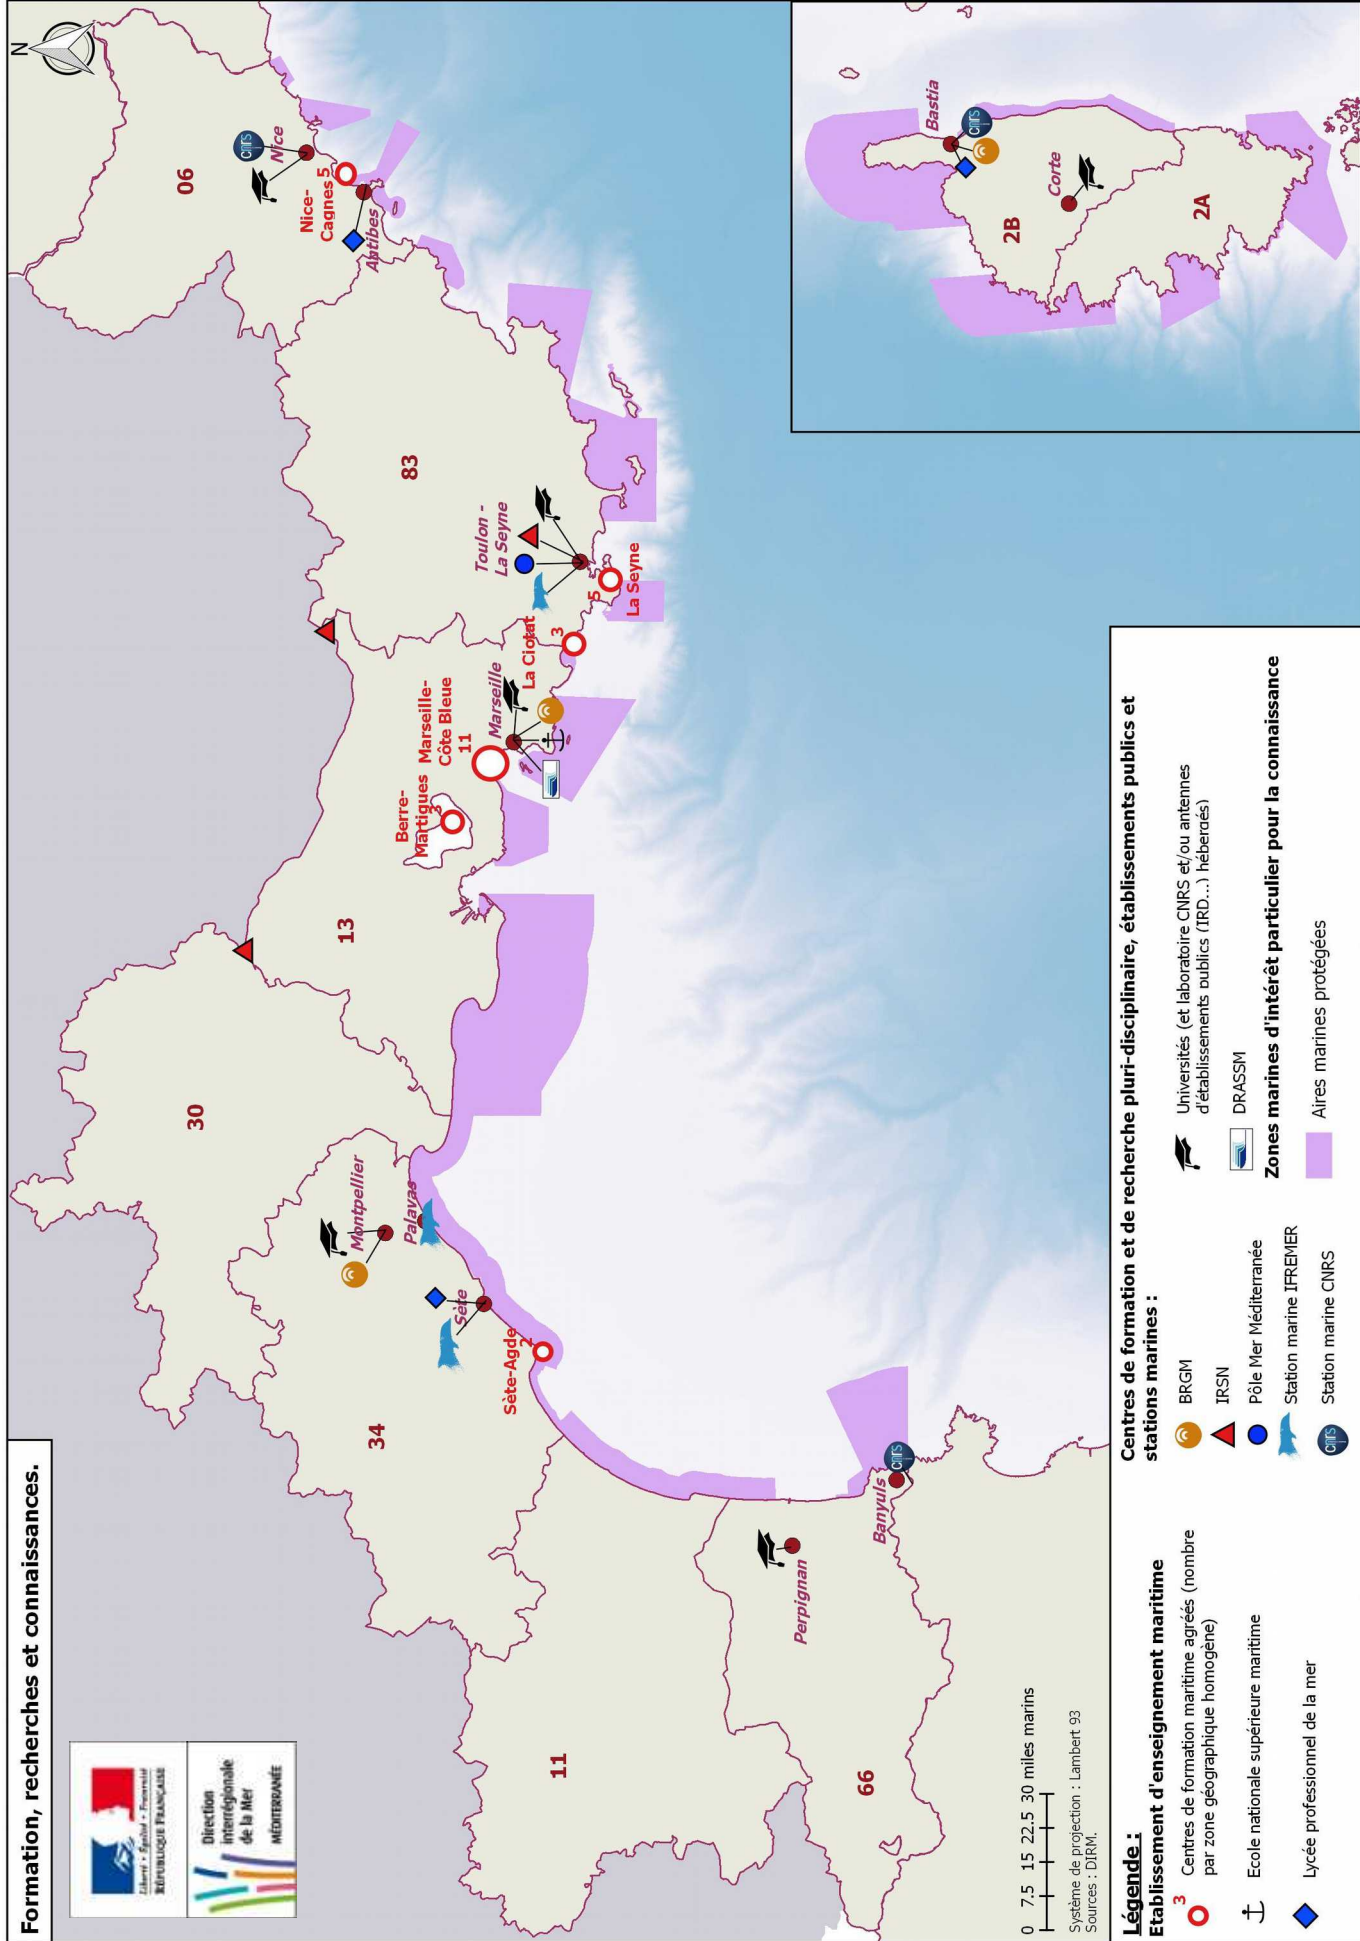 Formation, recherches et connaissances.
Liberté • Égalité • Fraternité
RÉPUBLIQUE FRANÇAISE
Direction
interrégionale
de la Mer
MÉDITERRANÉE
N
06
cnrs
Nice
Nice-
Cagnes 5
Antibes
83
Toulon -
La Seyne
5
La Seyne
La Ciotat
3
Marseille
Marseille-
Côte Bleue
11
Berre-
Martigues
3
13
30
Montpellier
Palavas
Sète
Sète-Agde
2
34
11
Perpignan
Banyuls
cnrs
66
Bastia
cnrs
Corte
2B
2A
0 7.5 15 22.5 30 miles marins
Système de projection : Lambert 93
Sources : DIRM.
Légende :
Etablissement d'enseignement maritime
3
Centres de formation maritime agréés (nombre
par zone géographique homogène)
Ecole nationale supérieure maritime
Lycée professionnel de la mer
Centres de formation et de recherche pluri-disciplinaire, établissements publics et
stations marines :
BRGM
IRSN
Pôle Mer Méditerranée
Station marine IFREMER
cnrs
Station marine CNRS
Universités (et laboratoire CNRS et/ou antennes
d'établissements publics (IRD...) hébergés)
DRASSM
Zones marines d'intérêt particulier pour la connaissance
Aires marines protégées